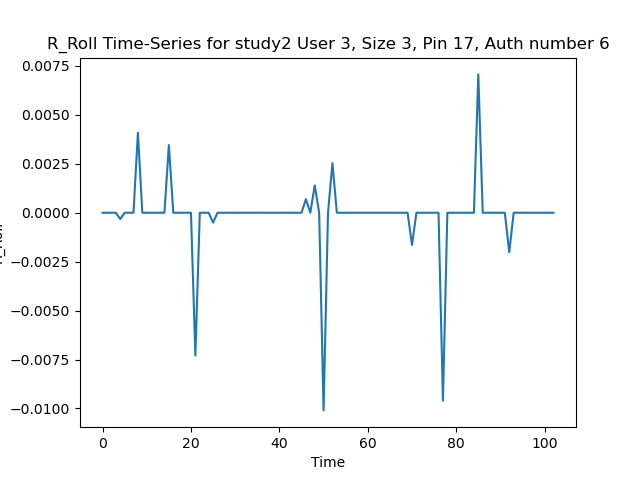 R_Roll Time-Series for study2 User 3, Size 3, Pin 17, Auth number 6
0.0075
0.0050
0.0025
0.0000
−0.0025
−0.0050
−0.0075
−0.0100
R_Roll
0 20 40 60 80 100
Time